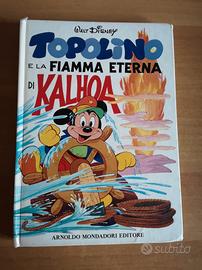 WALT DISNEY
TOPOLINO
E LA FIAMMA ETERNA
DI KALHOA
ARNOLDO MONDADORI EDITORE
subito